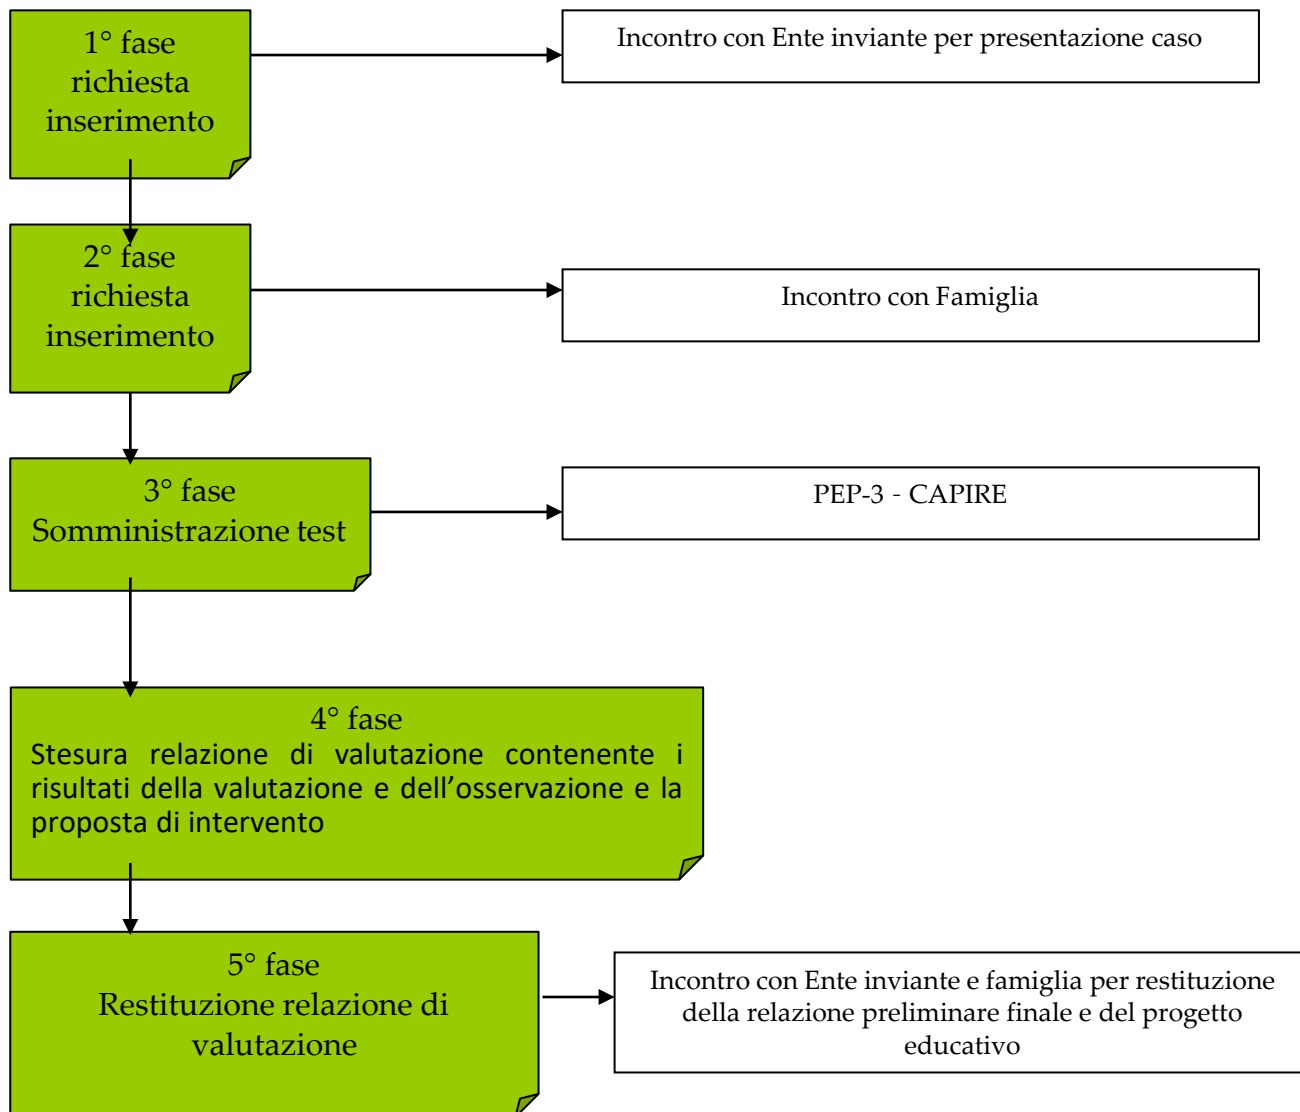 1° fase
richiesta
inserimento
Incontro con Ente inviante per presentazione caso
2° fase
richiesta
inserimento
Incontro con Famiglia
3° fase
Somministrazione test
PEP-3 - CAPIRE
4° fase
Stesura relazione di valutazione contenente i
risultati della valutazione e dell’osservazione e la
proposta di intervento
5° fase
Restituzione relazione di
valutazione
Incontro con Ente inviante e famiglia per restituzione
della relazione preliminare finale e del progetto
educativo